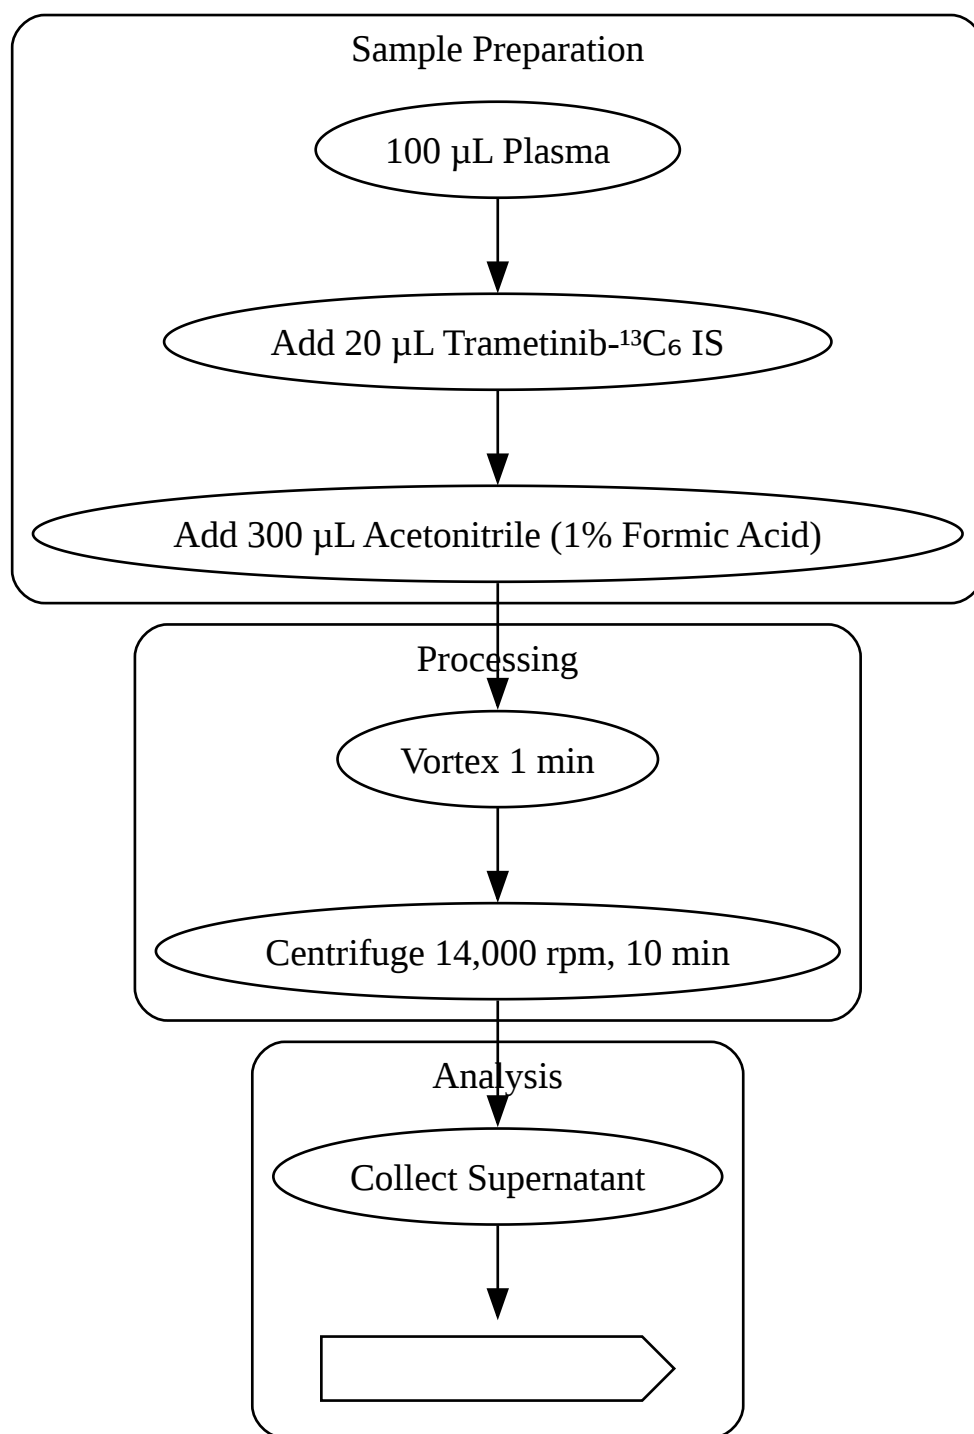 Sample Preparation
100 µL Plasma
Add 20 µL Trametinib-¹³C₆ IS
Add 300 µL Acetonitrile (1% Formic Acid)
Processing
Vortex 1 min
Centrifuge 14,000 rpm, 10 min
Analysis
Collect Supernatant